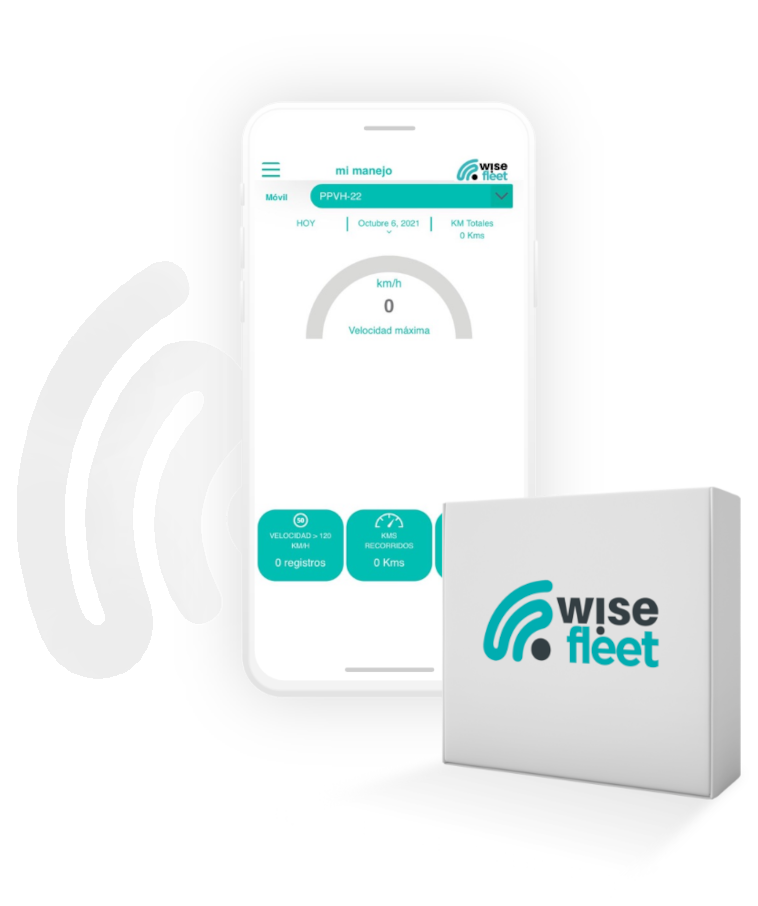 mi manejo
wise
fleet
Móvil
PPVH-22
HOY
Octubre 6, 2021
KM Totales
0 Kms
km/h
0
Velocidad máxima
50
VELOCIDAD > 120
KM/H
0 registros
KMS
RECORRIDOS
0 Kms
wise
fleet